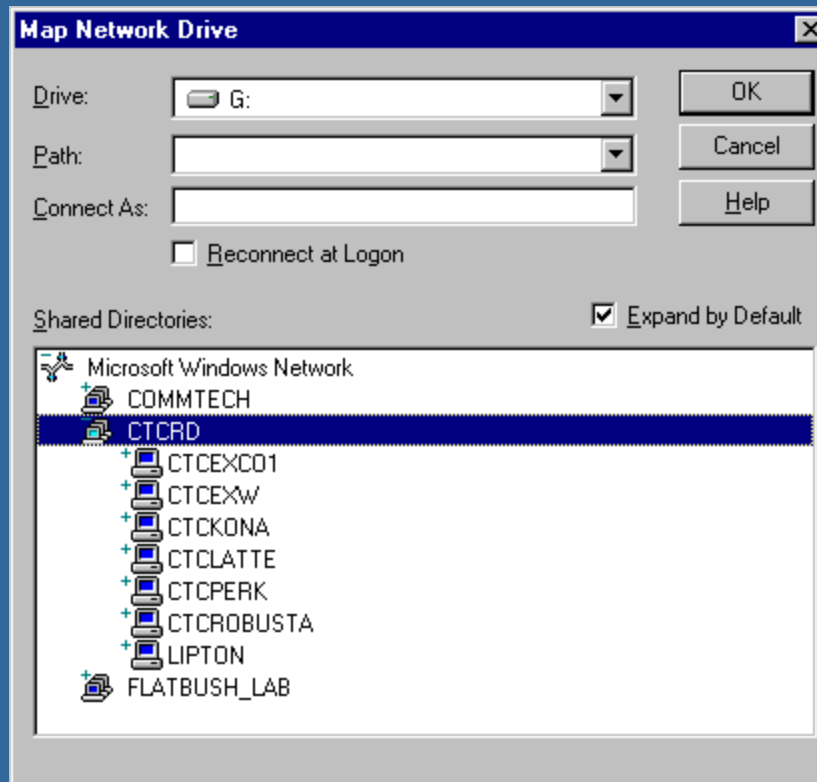 Map Network Drive
Drive: G: OK
Path: Cancel
Connect As: Help
Reconnect at Logon
Shared Directories: Expand by Default
Microsoft Windows Network
COMMTECH
CTCRD
CTCEXC01
CTCEXW
CTCKONA
CTCLATTE
CTCPERK
CTCROBUSTA
LIPTON
FLATBUSH_LAB